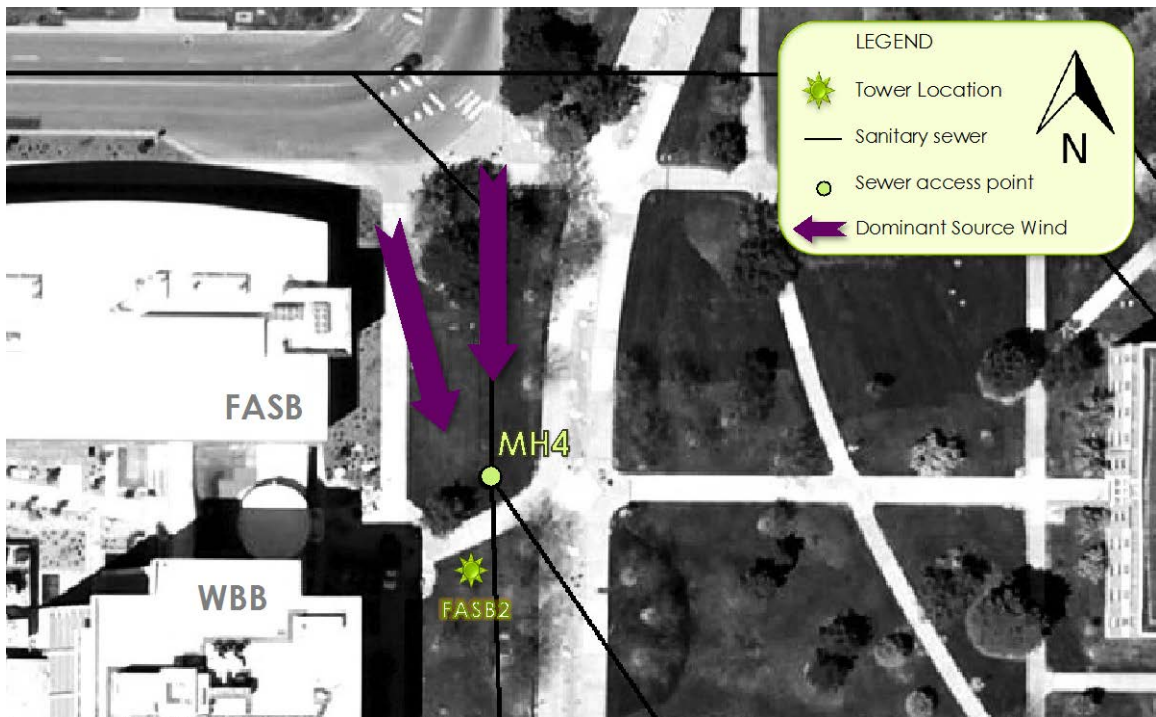 LEGEND
Tower Location
Sanitary sewer
N
Sewer access point
Dominant Source Wind
FASB
MH4
WBB
FASB2